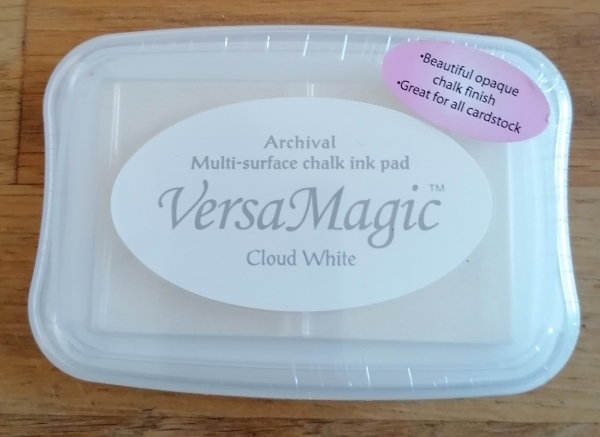 •Beautiful opaque
chalk finish
•Great for all cardstock
Archival
Multi-surface chalk ink pad
VersaMagic™
Cloud White